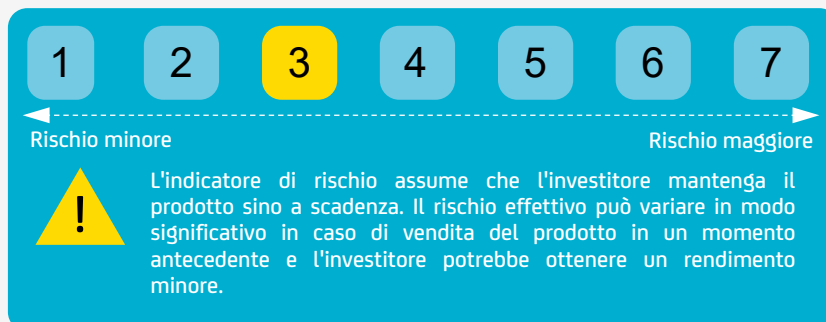 1 2 3 4 5 6 7
Rischio minore Rischio maggiore
!
L'indicatore di rischio assume che l'investitore mantenga il
prodotto sino a scadenza. Il rischio effettivo può variare in modo
significativo in caso di vendita del prodotto in un momento
antecedente e l'investitore potrebbe ottenere un rendimento
minore.